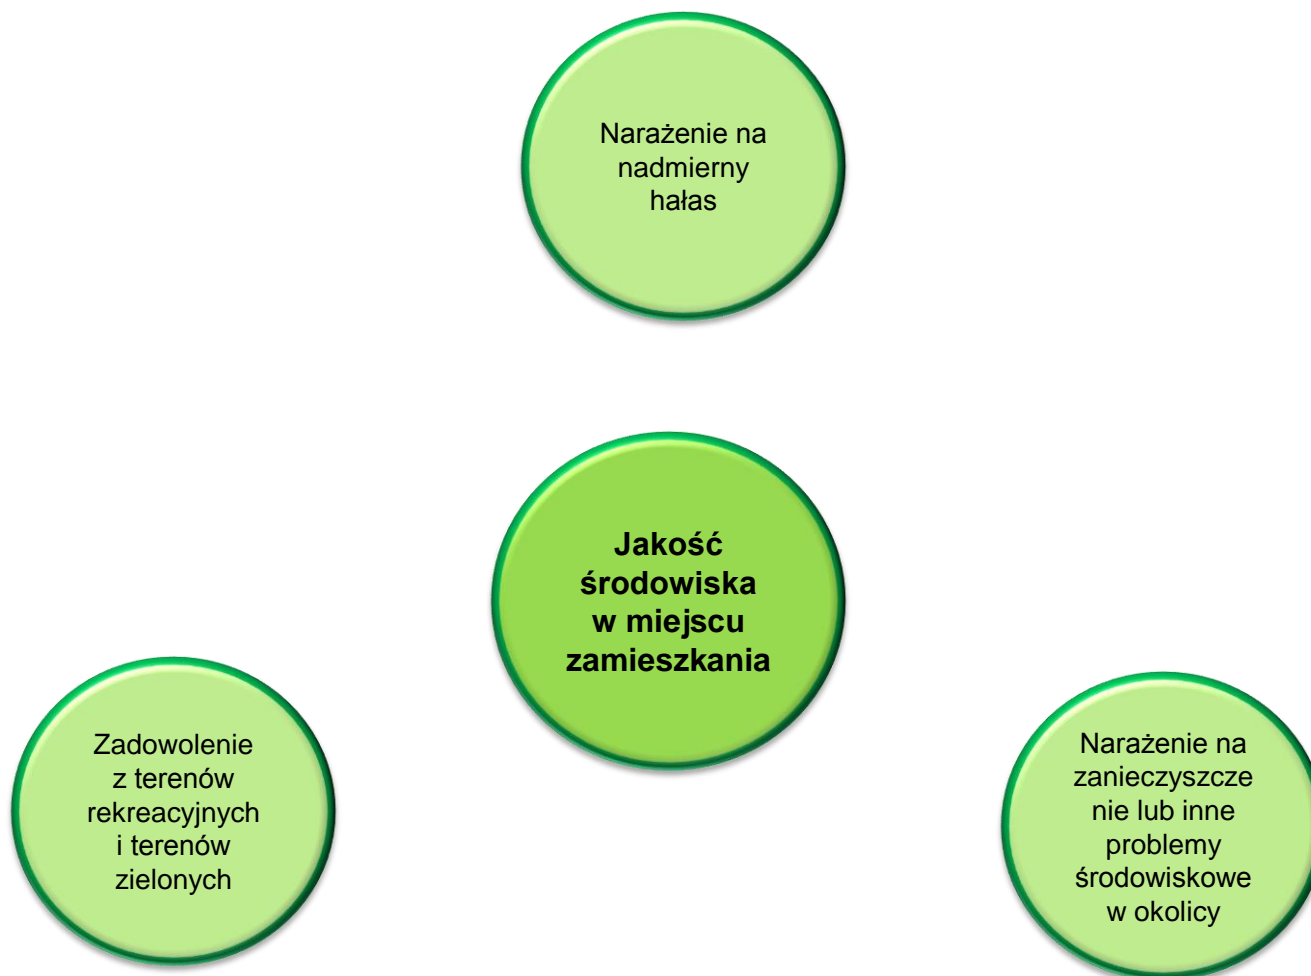 Narażenie na
nadmierny
hałas
Jakość
środowiska
w miejscu
zamieszkania
Zadowolenie
z terenów
rekreacyjnych
i terenów
zielonych
Narażenie na
zanieczyszcze
nie lub inne
problemy
środowiskowe
w okolicy